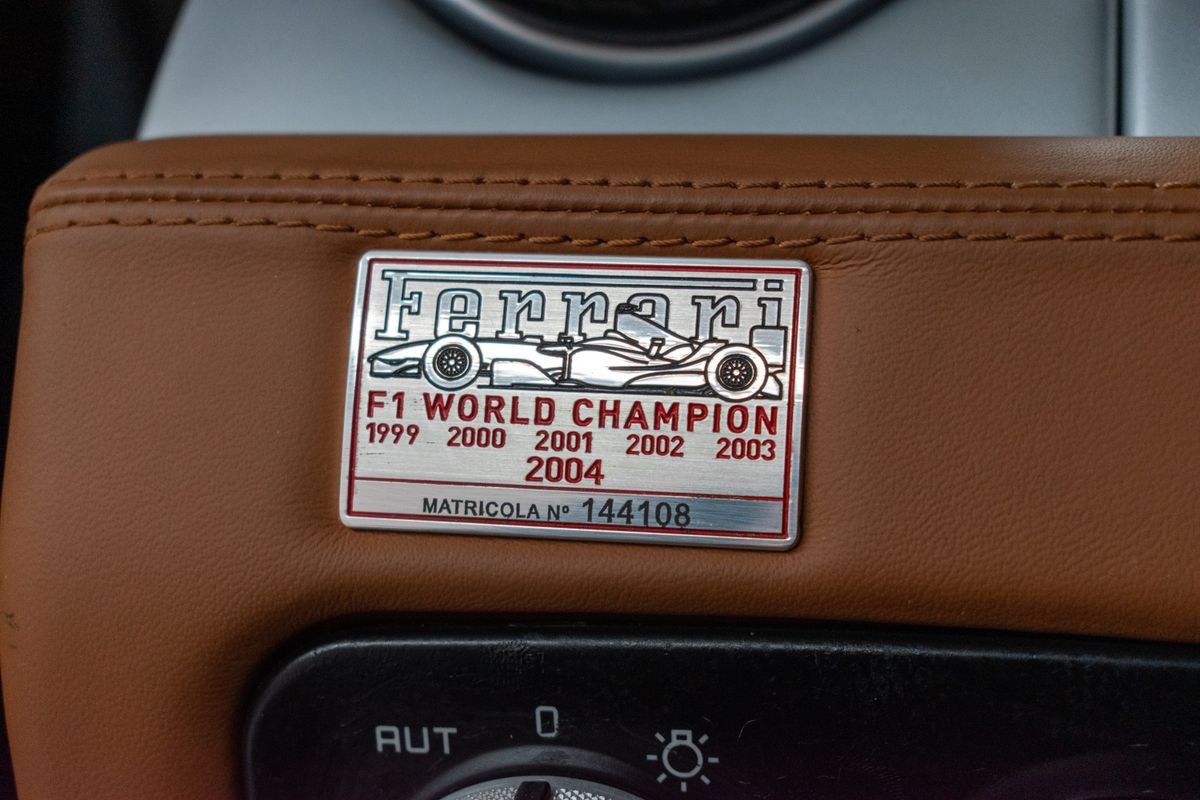 Ferrari
F1 WORLD CHAMPION
1999 2000 2001 2002 2003
2004
MATRICOLA Nº 144108
AUT 0